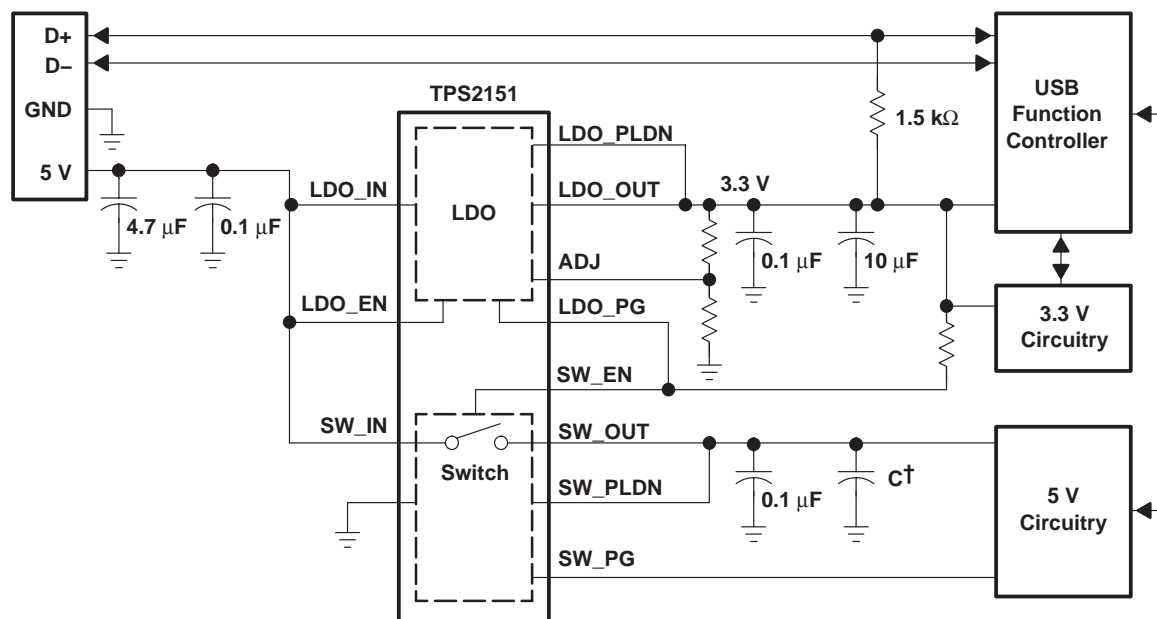 D+
D−
GND
5 V
4.7 μF
0.1 μF
TPS2151
LDO_IN
LDO_EN
SW_IN
LDO
Switch
LDO_PLDN
LDO_OUT
ADJ
LDO_PG
SW_EN
SW_OUT
SW_PLDN
SW_PG
3.3 V
1.5 kΩ
0.1 μF
10 μF
0.1 μF
C†
USB
Function
Controller
3.3 V
Circuitry
5 V
Circuitry